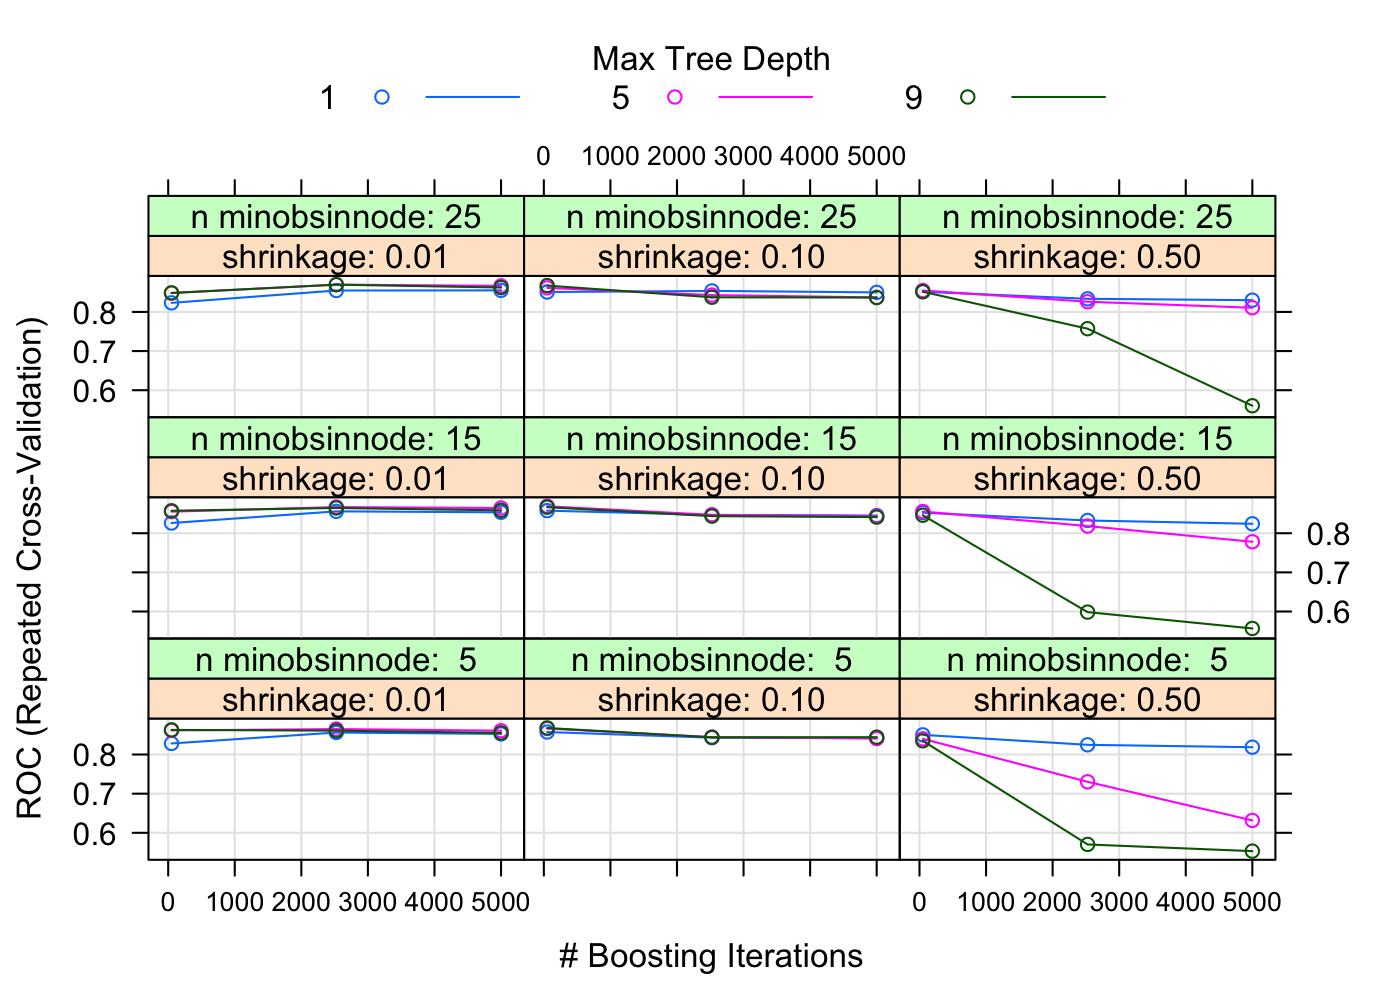 Max Tree Depth
1 5 9
0 1000 2000 3000 4000 5000
n minobsinnode: 25 n minobsinnode: 25 n minobsinnode: 25
shrinkage: 0.01 shrinkage: 0.10 shrinkage: 0.50
0.8
0.7
0.6
n minobsinnode: 15 n minobsinnode: 15 n minobsinnode: 15
shrinkage: 0.01 shrinkage: 0.10 shrinkage: 0.50
0.8
0.7
0.6
n minobsinnode: 5 n minobsinnode: 5 n minobsinnode: 5
shrinkage: 0.01 shrinkage: 0.10 shrinkage: 0.50
0.8
0.7
0.6
0 1000 2000 3000 4000 5000 0 1000 2000 3000 4000 5000
# Boosting Iterations
ROC (Repeated Cross-Validation)